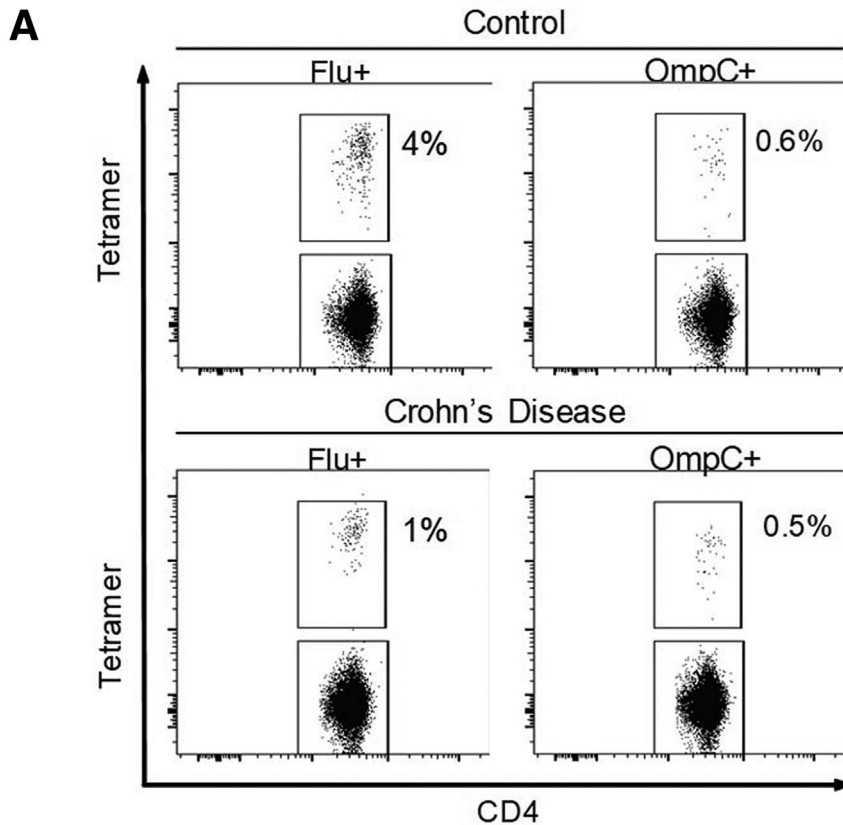 A
Control
Flu+ OmpC+
Tetramer
4% 0.6%
Crohn's Disease
Flu+ OmpC+
Tetramer
1% 0.5%
CD4